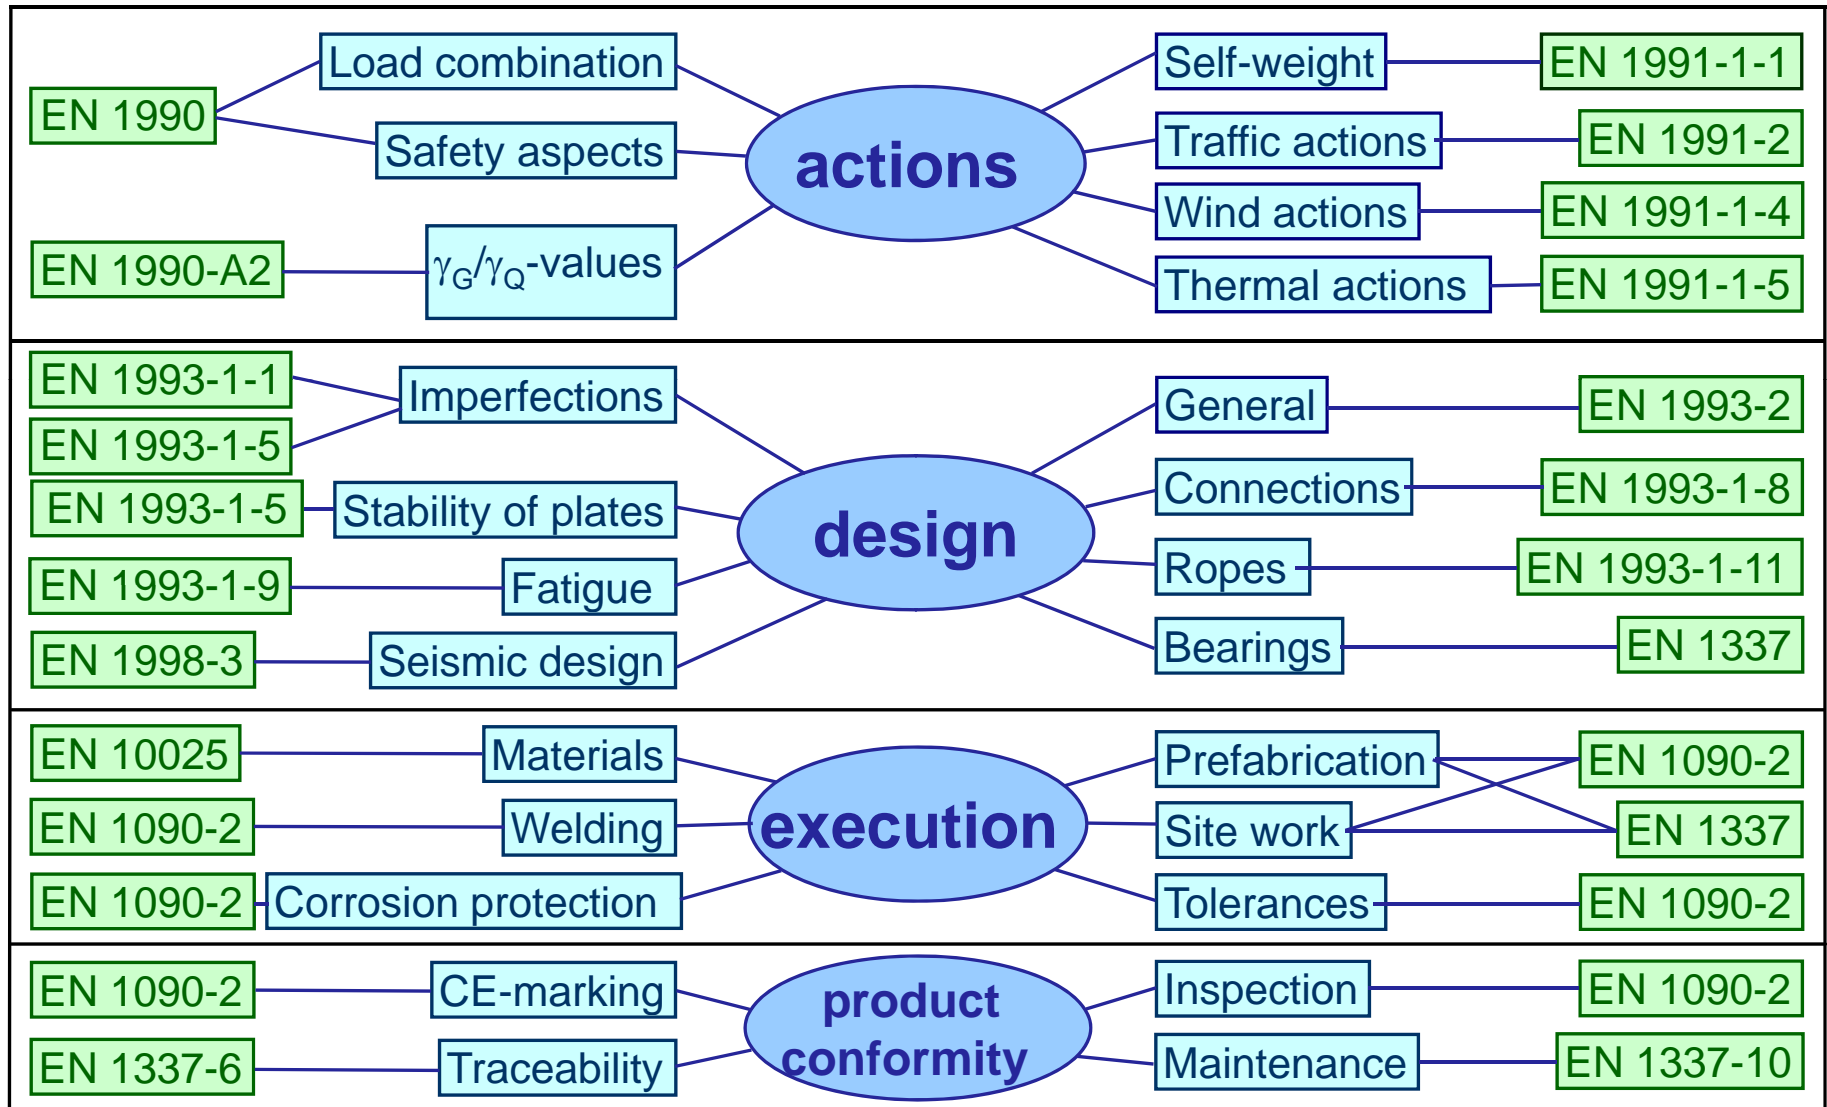 Load combination
EN 1990
Safety aspects
EN 1990-A2
γG/γQ-values
actions
Self-weight
EN 1991-1-1
Traffic actions
EN 1991-2
Wind actions
EN 1991-1-4
Thermal actions
EN 1991-1-5
EN 1993-1-1
Imperfections
EN 1993-1-5
EN 1993-1-5
Stability of plates
EN 1993-1-9
Fatigue
EN 1998-3
Seismic design
design
General
EN 1993-2
Connections
EN 1993-1-8
Ropes
EN 1993-1-11
Bearings
EN 1337
EN 10025
Materials
EN 1090-2
Welding
EN 1090-2
Corrosion protection
execution
Prefabrication
EN 1090-2
Site work
EN 1337
Tolerances
EN 1090-2
EN 1090-2
CE-marking
EN 1337-6
Traceability
product
conformity
Inspection
EN 1090-2
Maintenance
EN 1337-10